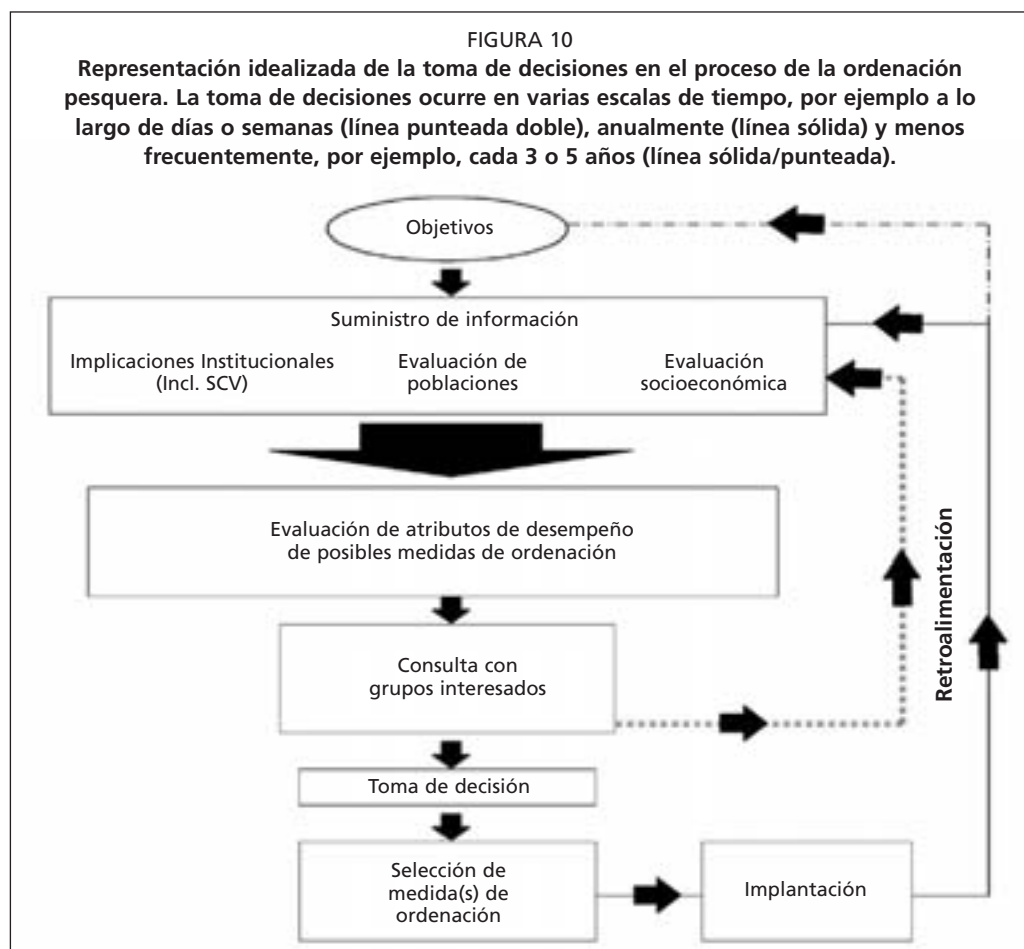 FIGURA 10
Representación idealizada de la toma de decisiones en el proceso de la ordenación
pesquera. La toma de decisiones ocurre en varias escalas de tiempo, por ejemplo a lo
largo de días o semanas (línea punteada doble), anualmente (línea sólida) y menos
frecuentemente, por ejemplo, cada 3 o 5 años (línea sólida/punteada).
Objetivos
Suministro de información
Implicaciones Institucionales
(Incl. SCV)
Evaluación de
poblaciones
Evaluación
socioeconómica
Evaluación de atributos de desempeño
de posibles medidas de ordenación
Consulta con
grupos interesados
Retroalimentación
Toma de decisión
Selección de
medida(s) de
ordenación
Implantación